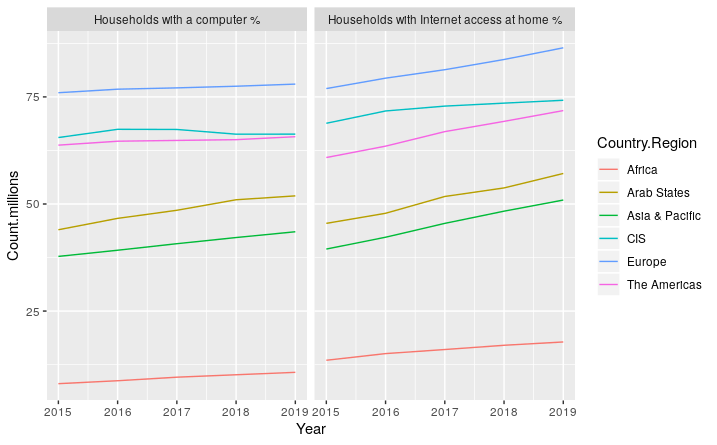 Households with a computer %
Households with Internet access at home %
75
50
25
Count.millions
2015 2016 2017 2018 2019
2015 2016 2017 2018 2019
Year
Country.Region
Africa
Arab States
Asia & Pacific
CIS
Europe
The Americas